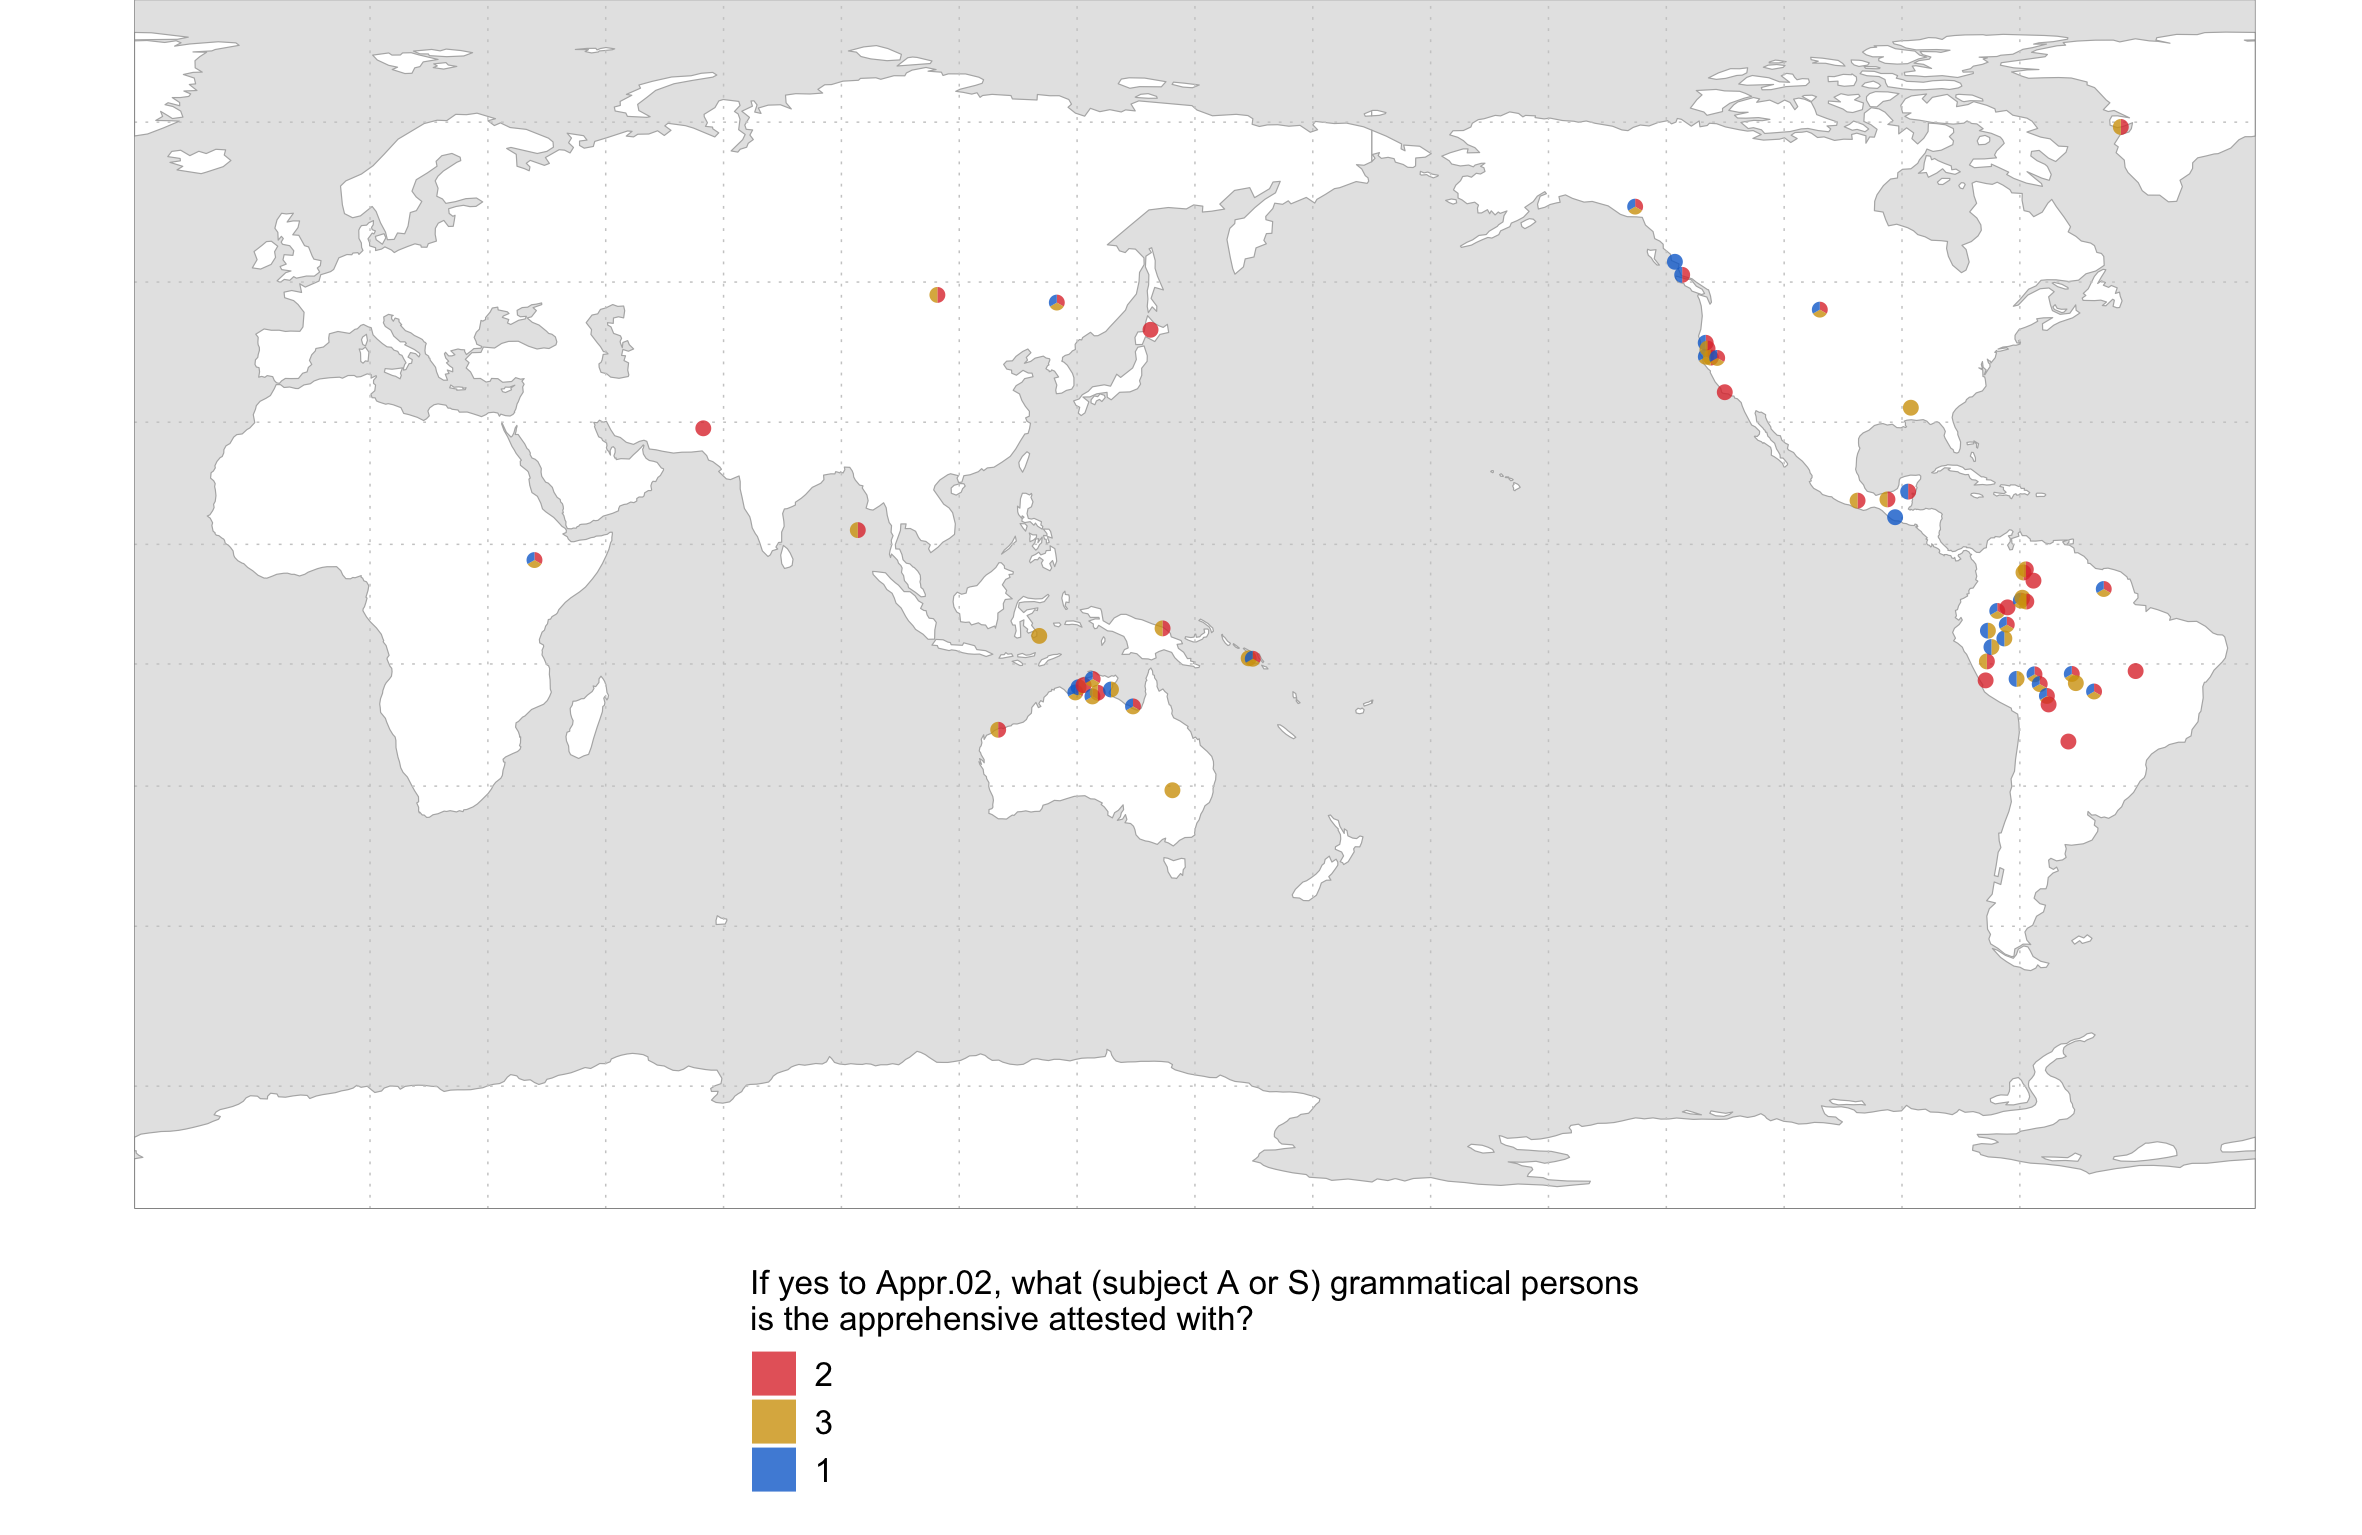 If yes to Appr.02, what (subject A or S) grammatical persons
is the apprehensive attested with?
2
3
1